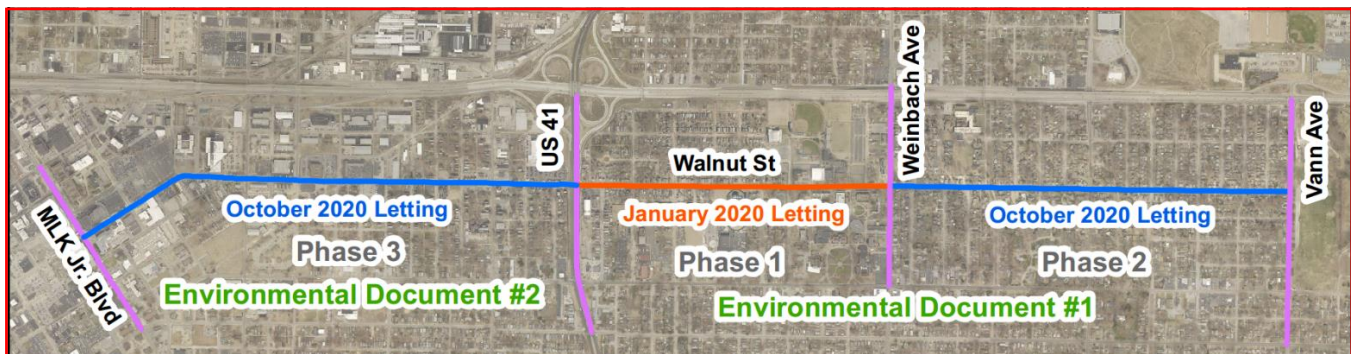 US 41
Weinbach Ave
Vann Ave
Walnut St
MLK Jr. Blvd
October 2020 Letting
January 2020 Letting
October 2020 Letting
Phase 3
Phase 1
Phase 2
Environmental Document #2
Environmental Document #1